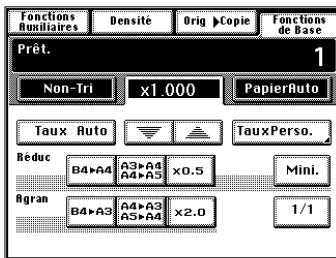 Fonctions Auxiliaires
Densité
Orig ▶Copie
Fonctions de Base
Prêt.
1
Non-Tri
x1.000
PapierAuto
Taux Auto
TauxPerso.
Réduc
B4▶A4
A3▶A4
A4▶A5
x0.5
Mini.
Agran
B4▶A3
A4▶A3
A5▶A4
x2.0
1/1